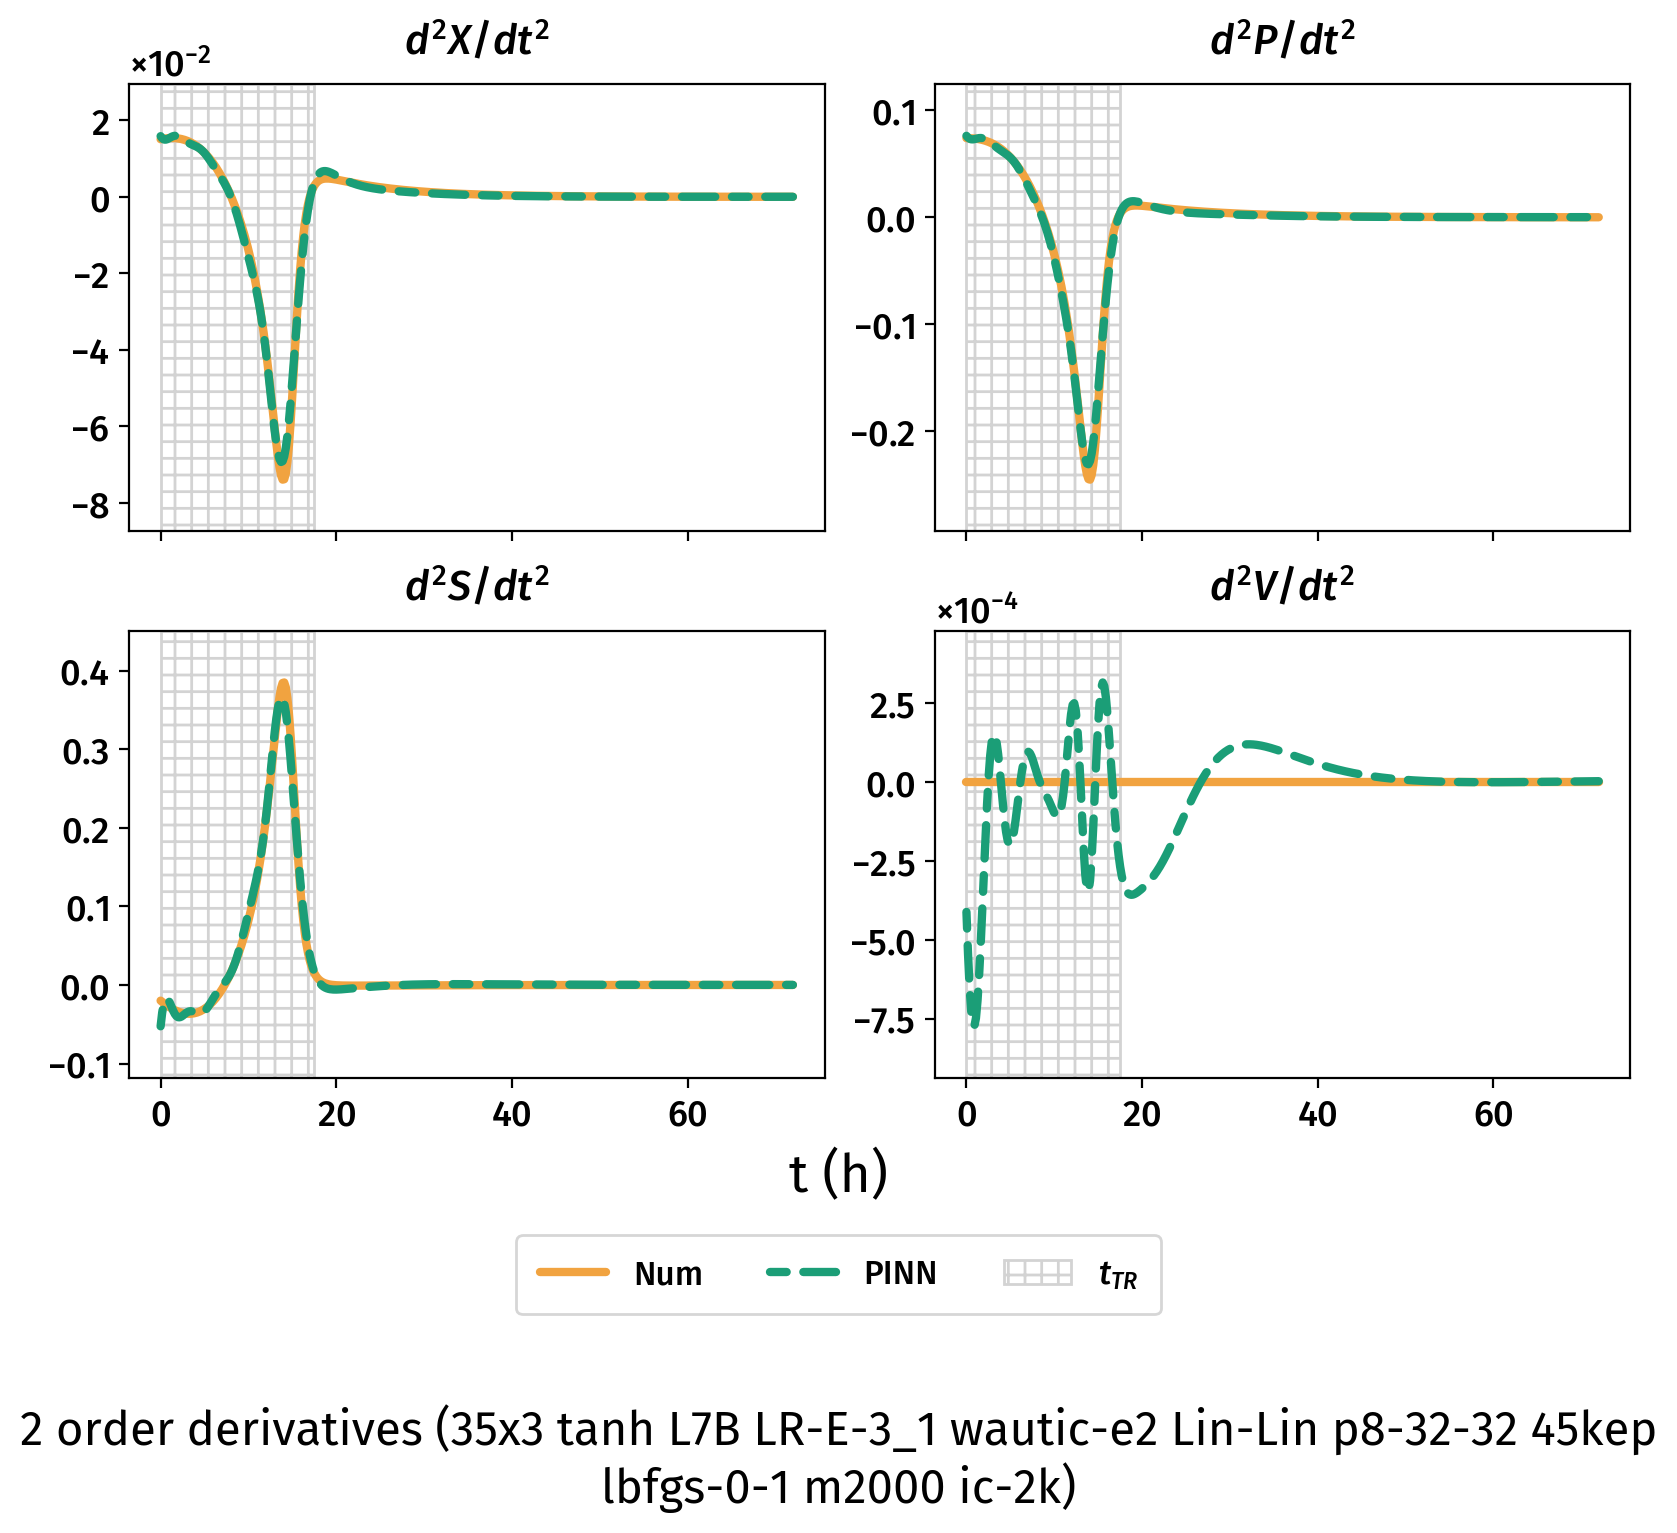 d²X/dt²
×10⁻²
2
0
−2
−4
−6
−8
d²P/dt²
0.1
0.0
−0.1
−0.2
d²S/dt²
0.4
0.3
0.2
0.1
0.0
−0.1
0 20 40 60
d²V/dt²
×10⁻⁴
2.5
0.0
−2.5
−5.0
−7.5
0 20 40 60
t (h)
Num PINN t_TR
2 order derivatives (35x3 tanh L7B LR-E-3_1 wautic-e2 Lin-Lin p8-32-32 45kep
lbfgs-0-1 m2000 ic-2k)